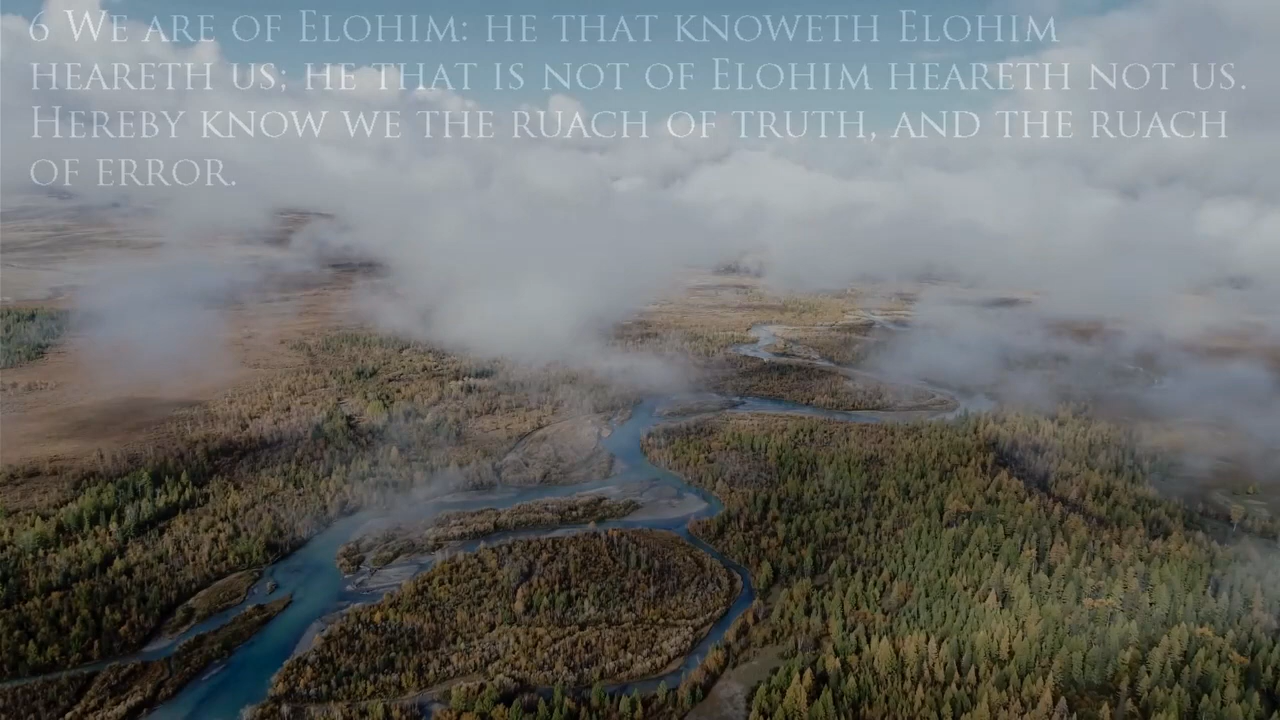 6 We are of Elohim: he that knoweth Elohim
heareth us; he that is not of Elohim heareth not us.
Hereby know we the ruach of truth, and the ruach
of error.